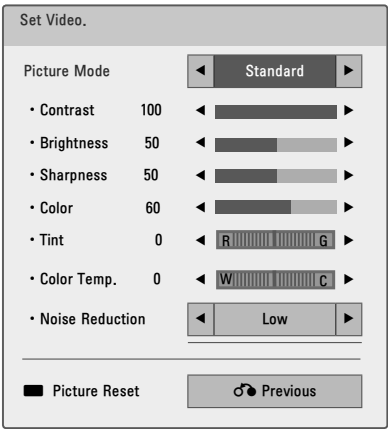 Set Video.
Picture Mode ◀ Standard ▶
• Contrast 100 ◀ ▶
• Brightness 50 ◀ ▶
• Sharpness 50 ◀ ▶
• Color 60 ◀ ▶
• Tint 0 ◀ R G ▶
• Color Temp. 0 ◀ W C ▶
• Noise Reduction ◀ Low ▶
Picture Reset Previous